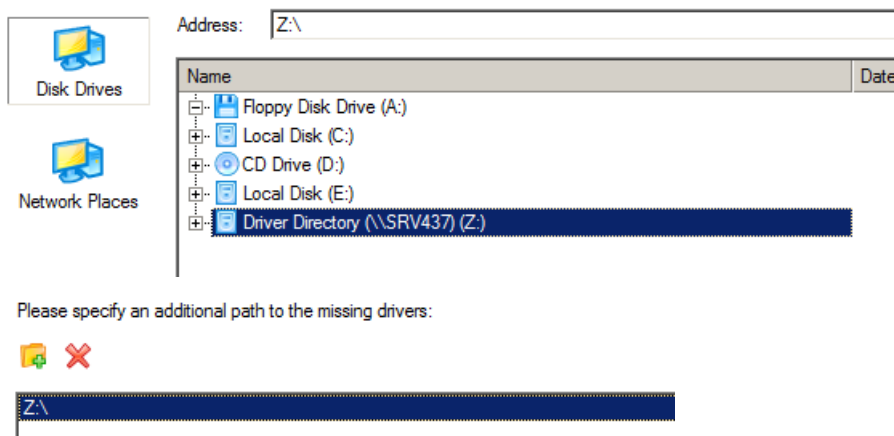 Address: Z:\
Disk Drives
Name Date
Floppy Disk Drive (A:)
Local Disk (C:)
CD Drive (D:)
Local Disk (E:)
Driver Directory (\\SRV437) (Z:)
Network Places
Please specify an additional path to the missing drivers:
Z:\